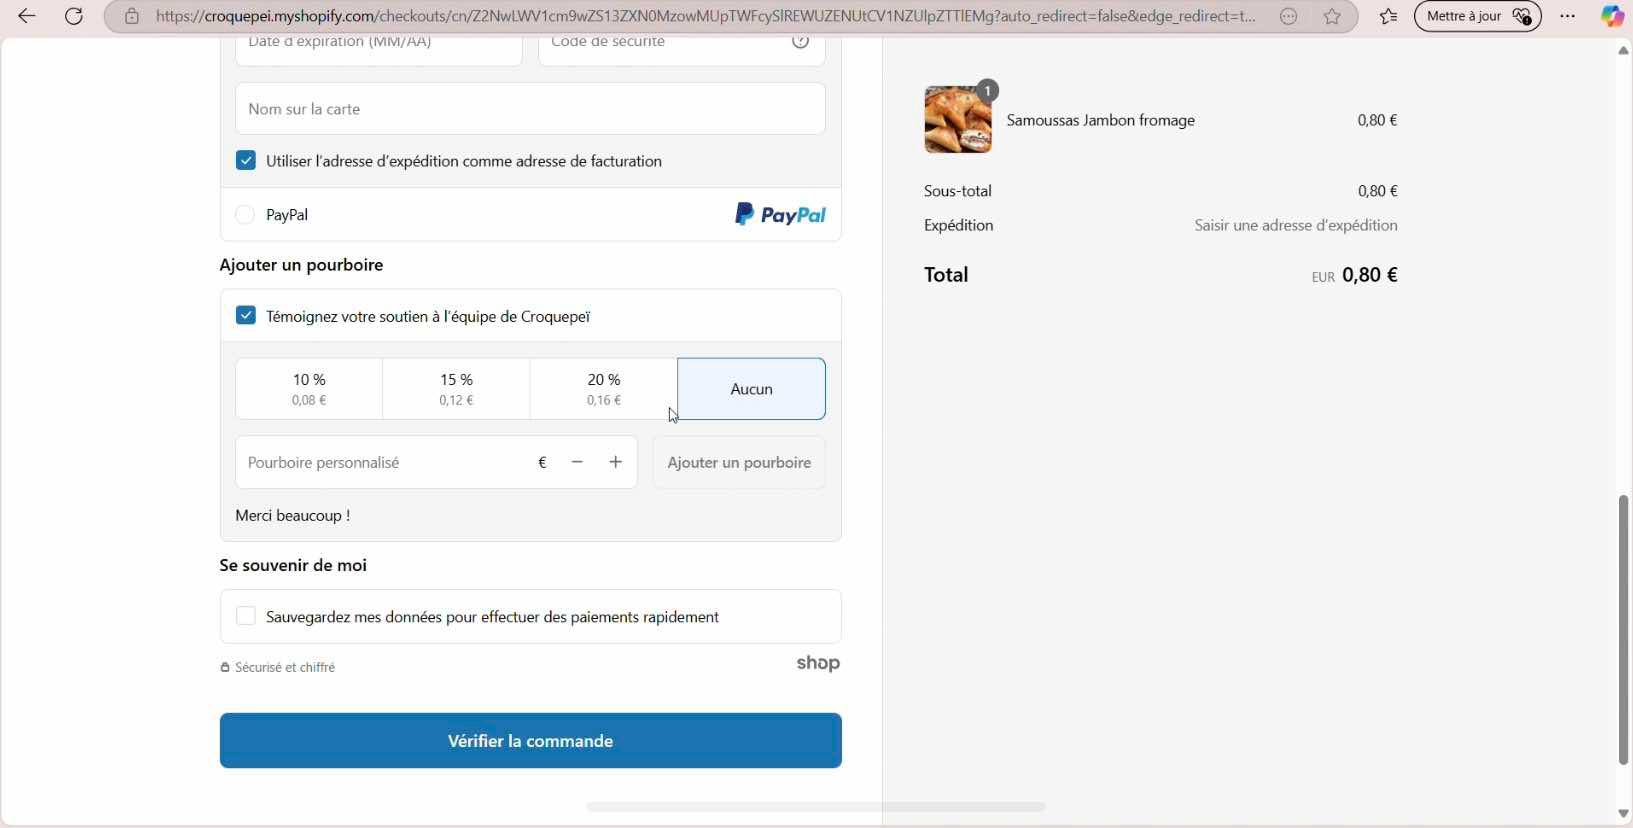 https://croquepei.myshopify.com/checkouts/cn/Z2NwLWV1cm9wZS13ZXN0MzowMUpTWFcySlREWUZENUtCV1NZUlpZTTlEMg?auto_redirect=false&edge_redirect=t...
Mettre à jour
Date d'expiration (MM/AA)
Code de sécurité
Nom sur la carte
Utiliser l'adresse d'expédition comme adresse de facturation
PayPal
PayPal
Ajouter un pourboire
Témoignez votre soutien à l'équipe de Croquepeï
10 %
0,08 €
15 %
0,12 €
20 %
0,16 €
Aucun
Pourboire personnalisé
€
Ajouter un pourboire
Merci beaucoup !
Se souvenir de moi
Sauvegardez mes données pour effectuer des paiements rapidement
Sécurisé et chiffré
shop
Vérifier la commande
1
Samoussas Jambon fromage 0,80 €
Sous-total 0,80 €
Expédition Saisir une adresse d'expédition
Total EUR 0,80 €